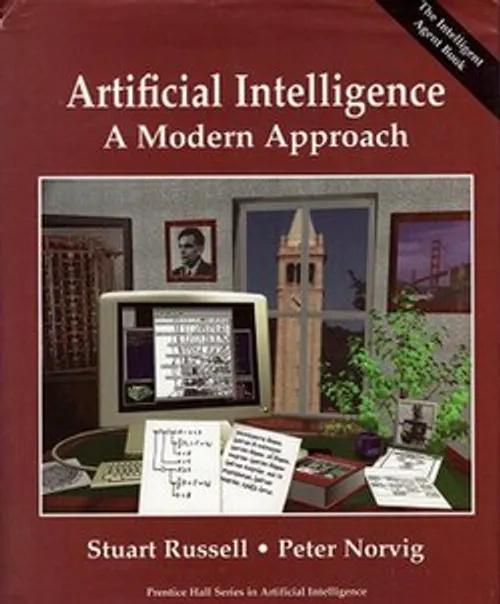 The Intelligent
Agent Book
Artificial Intelligence
A Modern Approach
Stuart Russell • Peter Norvig
Prentice Hall Series in Artificial Intelligence